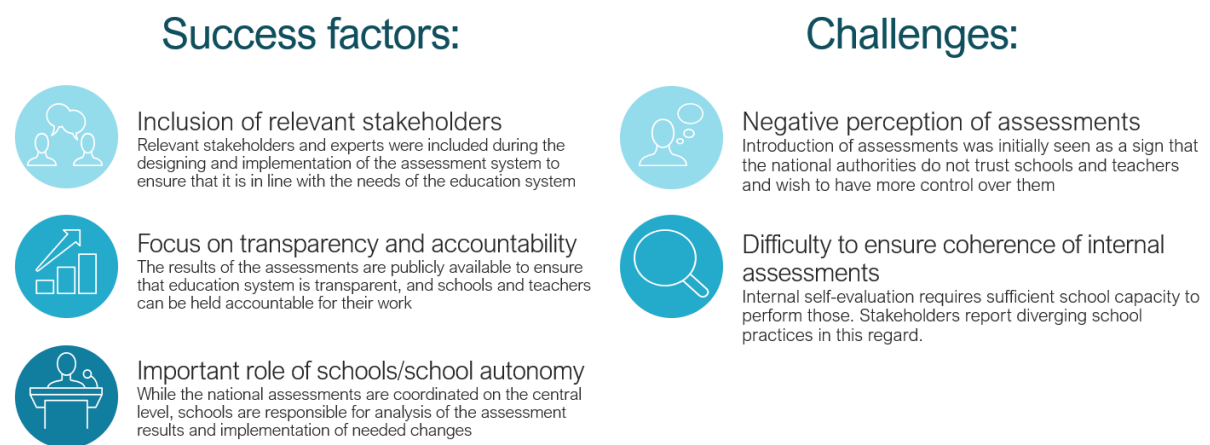 Success factors:
Inclusion of relevant stakeholders
Relevant stakeholders and experts were included during the
designing and implementation of the assessment system to
ensure that it is in line with the needs of the education system
Focus on transparency and accountability
The results of the assessments are publicly available to ensure
that education system is transparent, and schools and teachers
can be held accountable for their work
Important role of schools/school autonomy
While the national assessments are coordinated on the central
level, schools are responsible for analysis of the assessment
results and implementation of needed changes
Challenges:
Negative perception of assessments
Introduction of assessments was initially seen as a sign that
the national authorities do not trust schools and teachers
and wish to have more control over them
Difficulty to ensure coherence of internal
assessments
Internal self-evaluation requires sufficient school capacity to
perform those. Stakeholders report diverging school
practices in this regard.